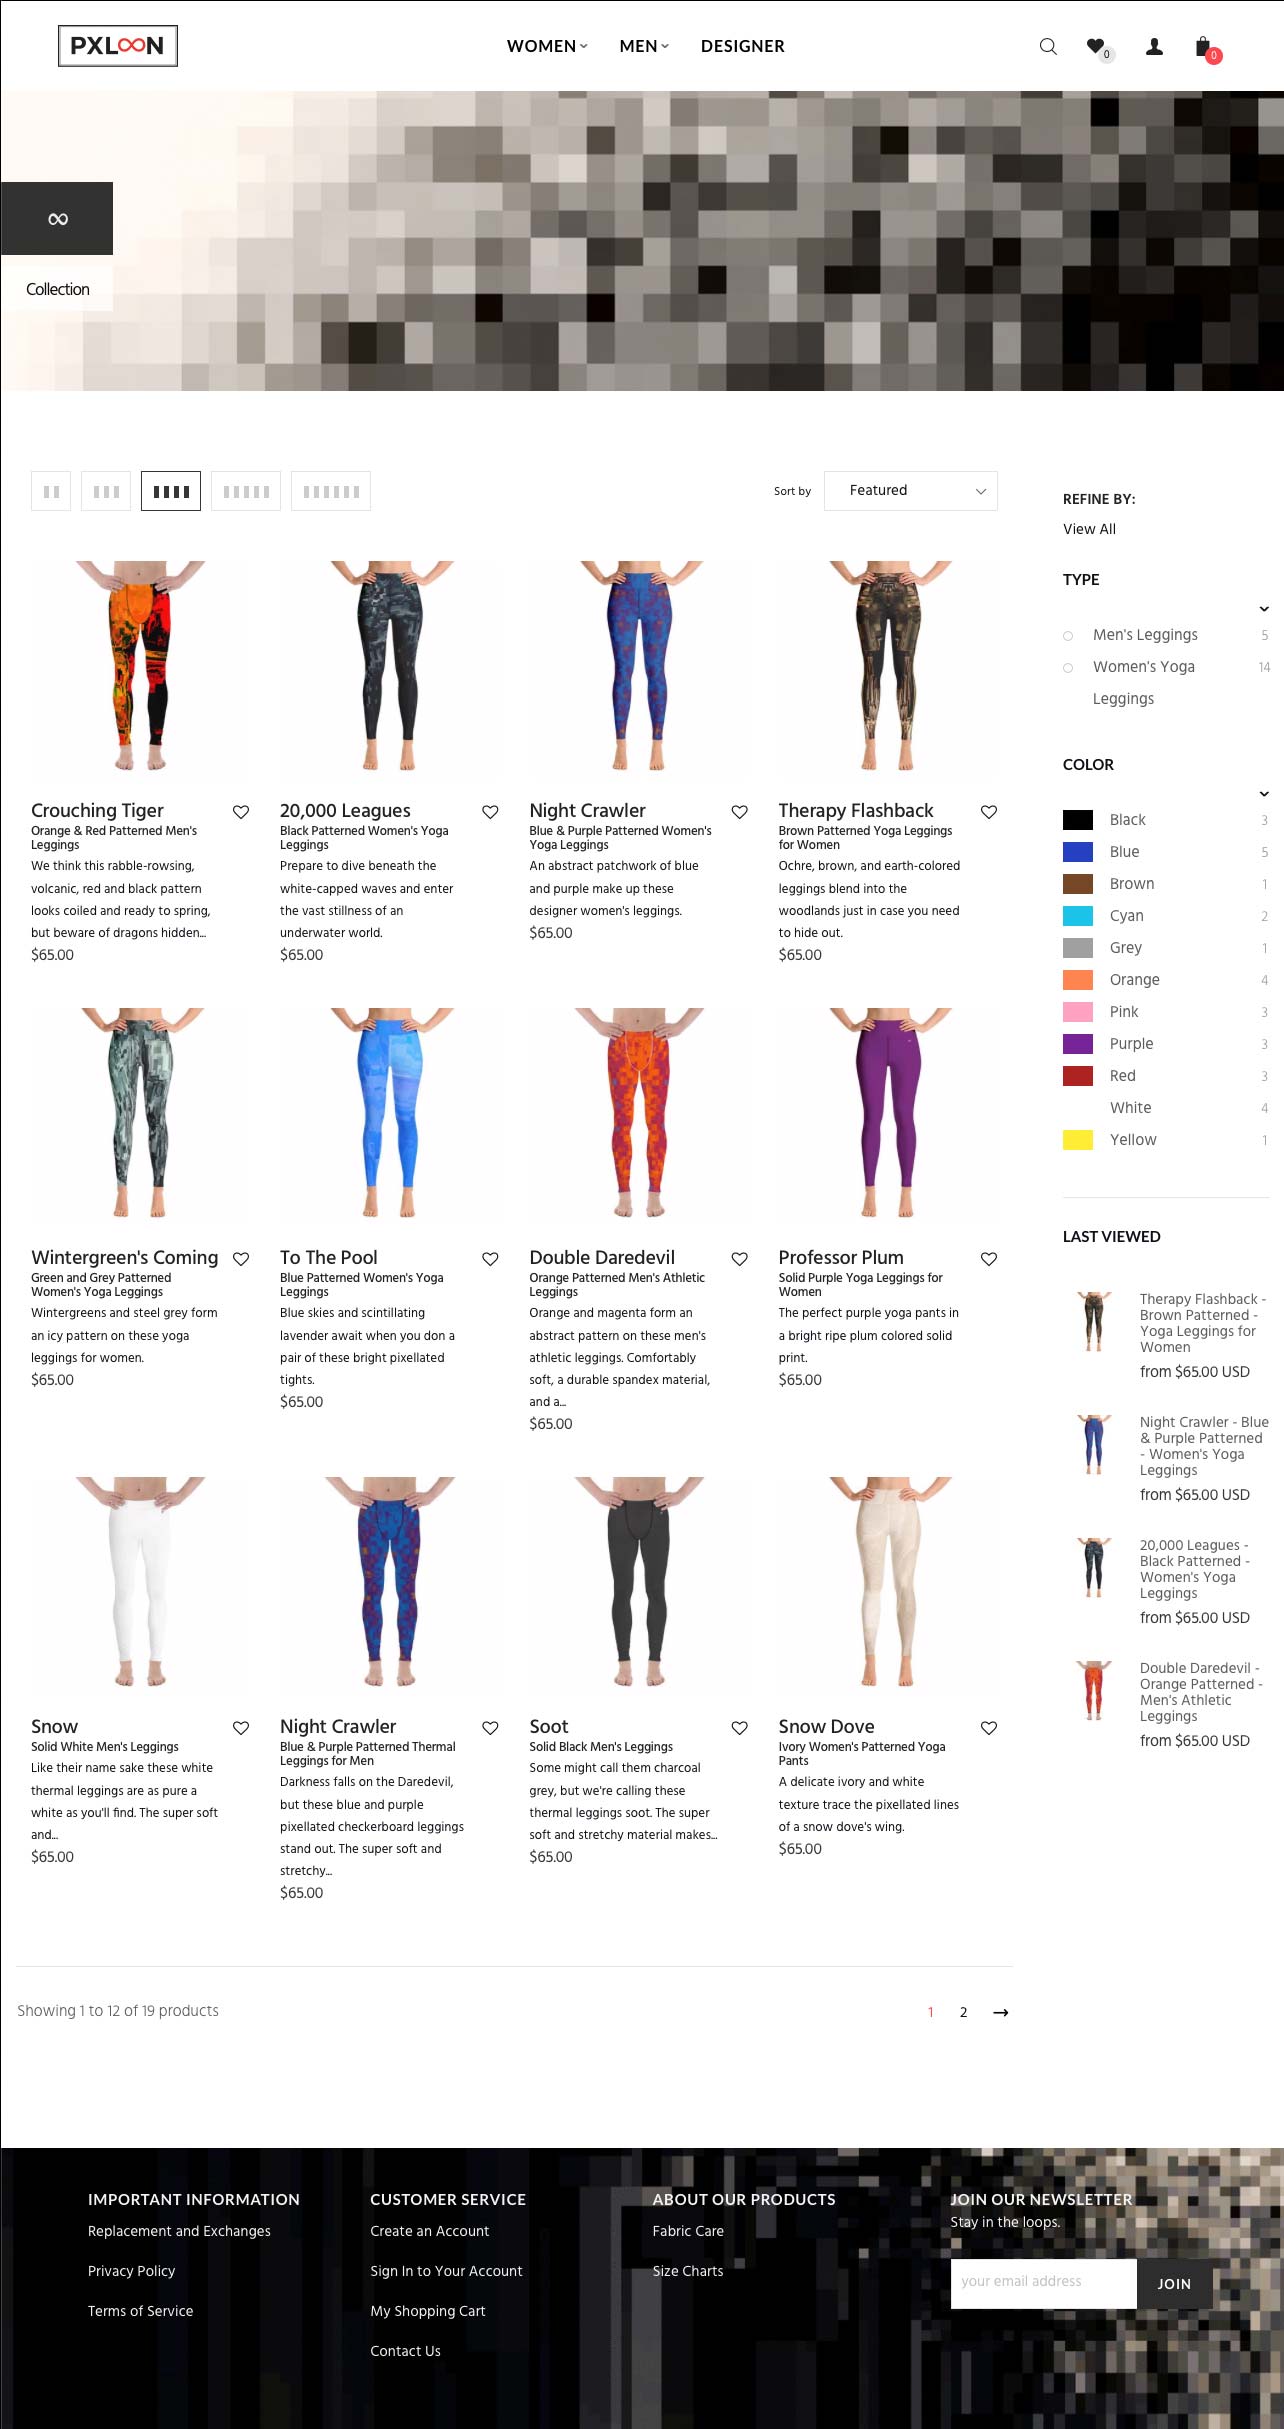 PXLOON
WOMEN
MEN
DESIGNER
0
0
∞
Collection
Sort by
Featured
Crouching Tiger
Orange & Red Patterned Men's
Leggings
We think this rabble-rowsing,
volcanic, red and black pattern
looks coiled and ready to spring,
but beware of dragons hidden...
$65.00
20,000 Leagues
Black Patterned Women's Yoga
Leggings
Prepare to dive beneath the
white-capped waves and enter
the vast stillness of an
underwater world.
$65.00
Night Crawler
Blue & Purple Patterned Women's
Yoga Leggings
An abstract patchwork of blue
and purple make up these
designer women's leggings.
$65.00
Therapy Flashback
Brown Patterned Yoga Leggings
for Women
Ochre, brown, and earth-colored
leggings blend into the
woodlands just in case you need
to hide out.
$65.00
Wintergreen's Coming
Green and Grey Patterned
Women's Yoga Leggings
Wintergreens and steel grey form
an icy pattern on these yoga
leggings for women.
$65.00
To The Pool
Blue Patterned Women's Yoga
Leggings
Blue skies and scintillating
lavender await when you don a
pair of these bright pixellated
tights.
$65.00
Double Daredevil
Orange Patterned Men's Athletic
Leggings
Orange and magenta form an
abstract pattern on these men's
athletic leggings. Comfortably
soft, a durable spandex material,
and a...
$65.00
Professor Plum
Solid Purple Yoga Leggings for
Women
The perfect purple yoga pants in
a bright ripe plum colored solid
print.
$65.00
Snow
Solid White Men's Leggings
Like their name sake these white
thermal leggings are as pure a
white as you'll find. The super soft
and...
$65.00
Night Crawler
Blue & Purple Patterned Thermal
Leggings for Men
Darkness falls on the Daredevil,
but these blue and purple
pixellated checkerboard leggings
stand out. The super soft and
stretchy...
$65.00
Soot
Solid Black Men's Leggings
Some might call them charcoal
grey, but we're calling these
thermal leggings soot. The super
soft and stretchy material makes...
$65.00
Snow Dove
Ivory Women's Patterned Yoga
Pants
A delicate ivory and white
texture trace the pixellated lines
of a snow dove's wing.
$65.00
Showing 1 to 12 of 19 products
1 2 →
REFINE BY:
View All
TYPE
Men's Leggings 5
Women's Yoga 14
Leggings
COLOR
Black 3
Blue 5
Brown 1
Cyan 2
Grey 1
Orange 4
Pink 3
Purple 3
Red 3
White 4
Yellow 1
LAST VIEWED
Therapy Flashback -
Brown Patterned -
Yoga Leggings for
Women
from $65.00 USD
Night Crawler - Blue
& Purple Patterned
- Women's Yoga
Leggings
from $65.00 USD
20,000 Leagues -
Black Patterned -
Women's Yoga
Leggings
from $65.00 USD
Double Daredevil -
Orange Patterned -
Men's Athletic
Leggings
from $65.00 USD
IMPORTANT INFORMATION
Replacement and Exchanges
Privacy Policy
Terms of Service
CUSTOMER SERVICE
Create an Account
Sign In to Your Account
My Shopping Cart
Contact Us
ABOUT OUR PRODUCTS
Fabric Care
Size Charts
JOIN OUR NEWSLETTER
Stay in the loops.
your email address
JOIN